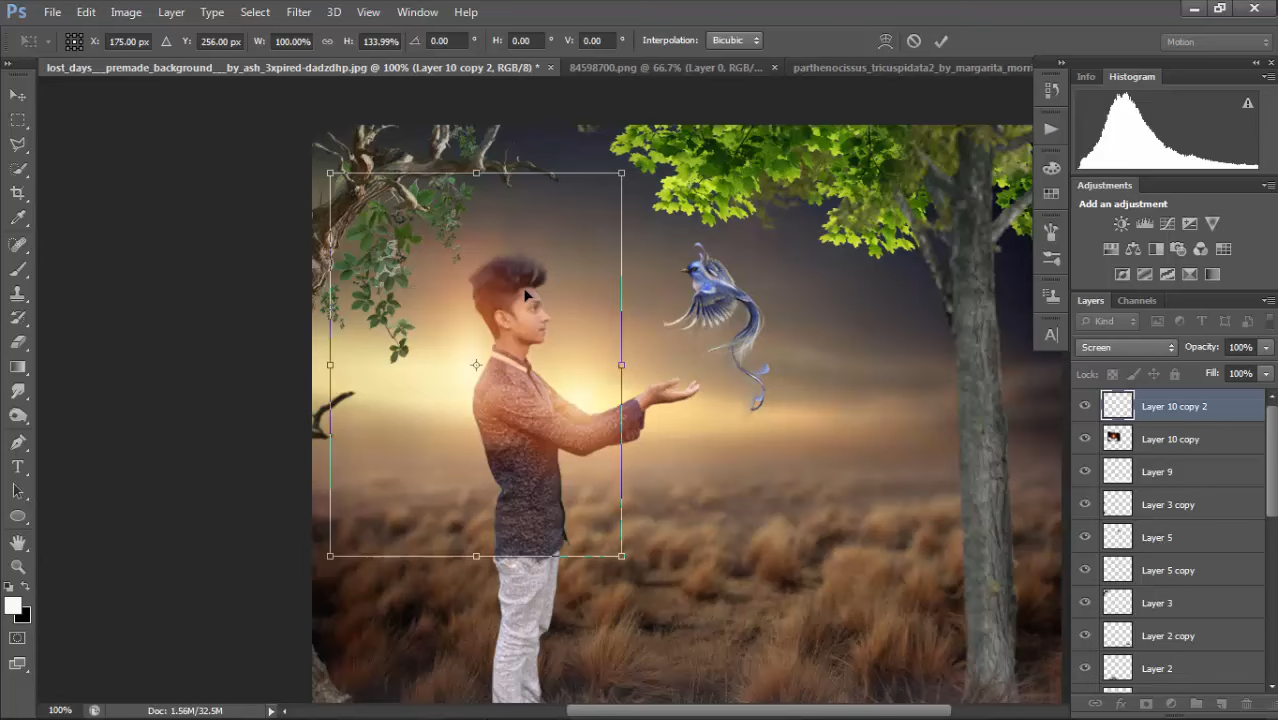 Ps File Edit Image Layer Type Select Filter 3D View Window Help
X: 175.00 px Y: 256.00 px W: 100.00% H: 133.99% 0.00 ° H: 0.00 ° V: 0.00 ° Interpolation: Bicubic Motion
lost_days___premade_background___by_ash_3xpired-dadzdhp.jpg @ 100% (Layer 10 copy 2, RGB/8) * × 84598700.png @ 66.7% (Layer 0, RGB/... × parthenocissus_tricuspidata2_by_margarita_morri
Info Histogram
Adjustments
Add an adjustment
Layers Channels
Kind
Screen Opacity: 100%
Lock: Fill: 100%
Layer 10 copy 2
Layer 10 copy
Layer 9
Layer 3 copy
Layer 5
Layer 5 copy
Layer 3
Layer 2 copy
Layer 2
fx
100% Doc: 1.56M/32.5M